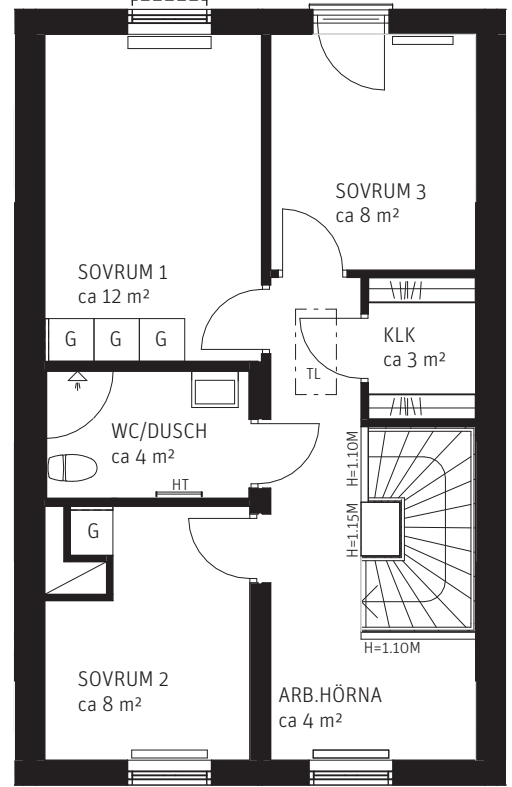 SOVRUM 3
ca 8 m²
SOVRUM 1
ca 12 m²
G G G
KLK
ca 3 m²
TL
WC/DUSCH
ca 4 m²
HT
H=1.10M
H=1.15M
G
H=1.10M
SOVRUM 2
ca 8 m²
ARB.HÖRNA
ca 4 m²